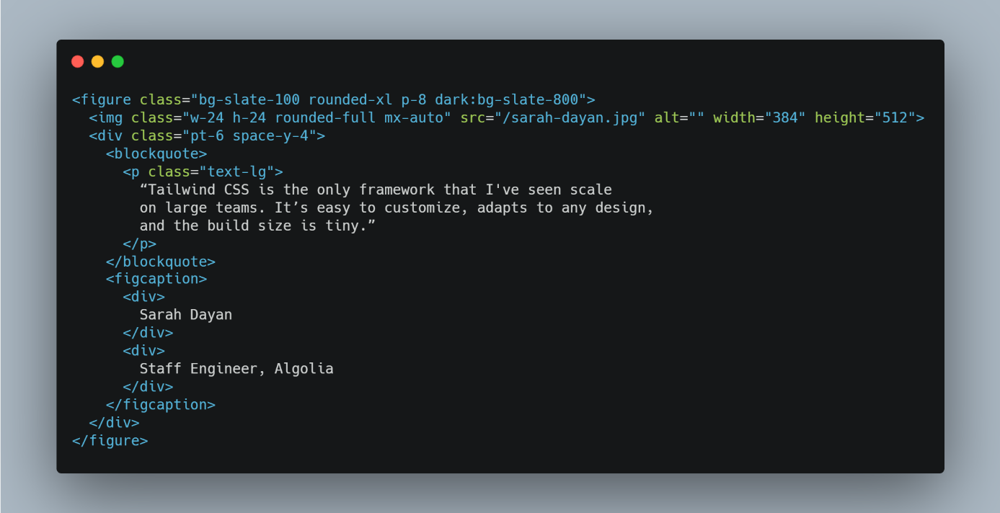 <figure class="bg-slate-100 rounded-xl p-8 dark:bg-slate-800">
  <img class="w-24 h-24 rounded-full mx-auto" src="/sarah-dayan.jpg" alt="" width="384" height="512">
  <div class="pt-6 space-y-4">
    <blockquote>
      <p class="text-lg">
        “Tailwind CSS is the only framework that I've seen scale
        on large teams. It’s easy to customize, adapts to any design,
        and the build size is tiny.”
      </p>
    </blockquote>
    <figcaption>
      <div>
        Sarah Dayan
      </div>
      <div>
        Staff Engineer, Algolia
      </div>
    </figcaption>
  </div>
</figure>